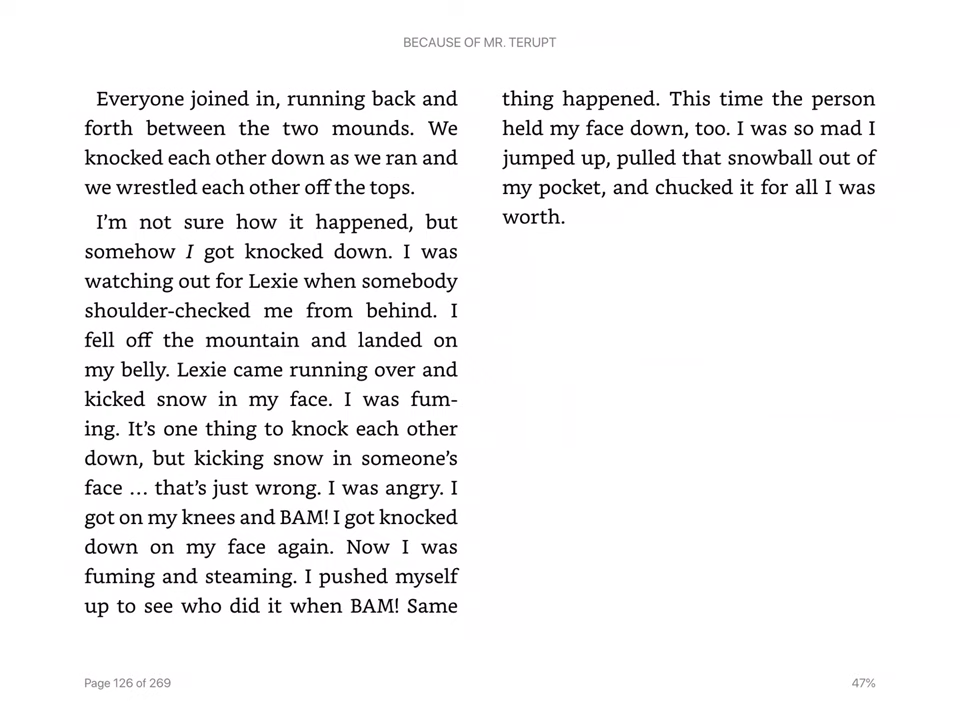 BECAUSE OF MR. TERUPT
Everyone joined in, running back and
forth between the two mounds. We
knocked each other down as we ran and
we wrestled each other off the tops.
I’m not sure how it happened, but
somehow I got knocked down. I was
watching out for Lexie when somebody
shoulder-checked me from behind. I
fell off the mountain and landed on
my belly. Lexie came running over and
kicked snow in my face. I was fum-
ing. It’s one thing to knock each other
down, but kicking snow in someone’s
face … that’s just wrong. I was angry. I
got on my knees and BAM! I got knocked
down on my face again. Now I was
fuming and steaming. I pushed myself
up to see who did it when BAM! Same
thing happened. This time the person
held my face down, too. I was so mad I
jumped up, pulled that snowball out of
my pocket, and chucked it for all I was
worth.
Page 126 of 269
47%